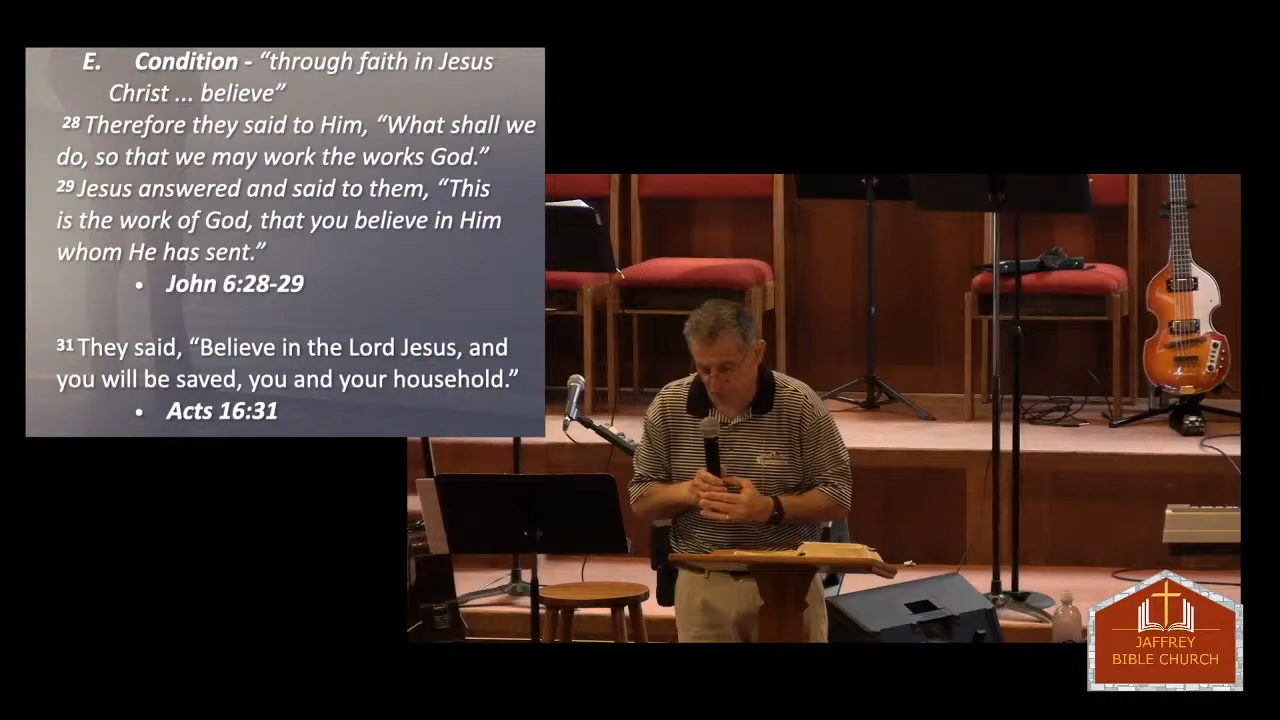 E. Condition - “through faith in Jesus
Christ ... believe”
28 Therefore they said to Him, “What shall we
do, so that we may work the works God.”
29 Jesus answered and said to them, “This
is the work of God, that you believe in Him
whom He has sent.”
• John 6:28-29
31 They said, “Believe in the Lord Jesus, and
you will be saved, you and your household.”
• Acts 16:31
JAFFREY
BIBLE CHURCH